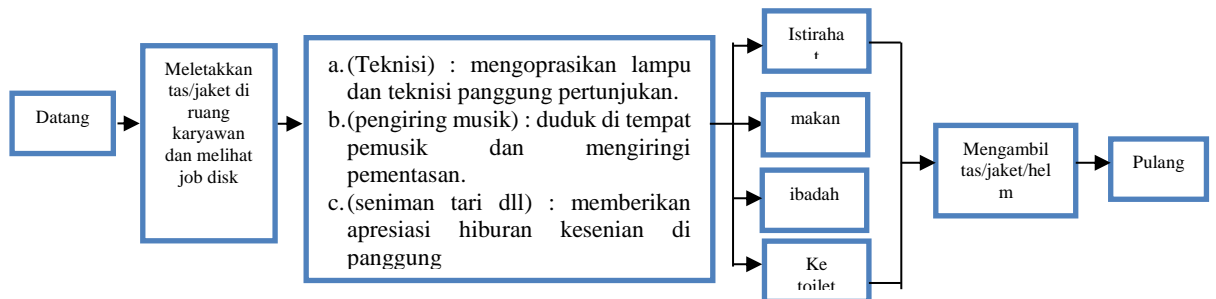 Datang
Meletakkan
tas/jaket di
ruang
karyawan
dan melihat
job disk
a. (Teknisi) : mengoprasikan lampu
dan teknisi panggung pertunjukan.
b. (pengiring musik) : duduk di tempat
pemusik dan mengiringi
pementasan.
c. (seniman tari dll) : memberikan
apresiasi hiburan kesenian di
panggung
Istiraha
t
makan
ibadah
Ke
toilet
Mengambil
tas/jaket/hel
m
Pulang